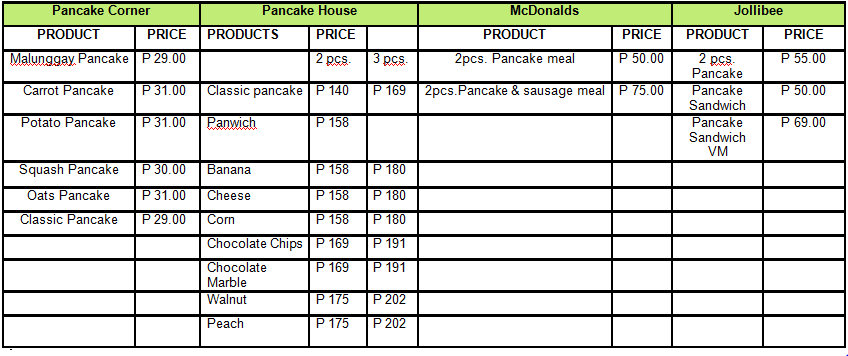 Pancake Corner Pancake House McDonalds Jollibee
PRODUCT PRICE PRODUCTS PRICE PRODUCT PRICE PRODUCT PRICE
Malunggay Pancake P 29.00 2 pcs. 3 pcs. 2pcs. Pancake meal P 50.00 2 pcs. P 55.00
Pancake
Carrot Pancake P 31.00 Classic pancake P 140 P 169 2pcs.Pancake & sausage meal P 75.00 Pancake P 50.00
Sandwich
Potato Pancake P 31.00 Panwich P 158 Pancake P 69.00
Sandwich
VM
Squash Pancake P 30.00 Banana P 158 P 180
Oats Pancake P 31.00 Cheese P 158 P 180
Classic Pancake P 29.00 Corn P 158 P 180
Chocolate Chips P 169 P 191
Chocolate P 169 P 191
Marble
Walnut P 175 P 202
Peach P 175 P 202